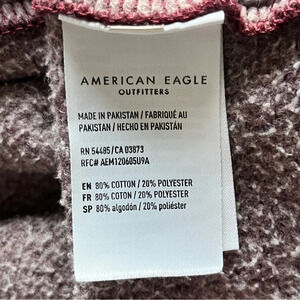 AMERICAN EAGLE
OUTFITTERS
MADE IN PAKISTAN / FABRIQUÉ AU
PAKISTAN / HECHO EN PAKISTÁN
RN 54485/CA 03873
RFC# AEM120605U9A
EN 80% COTTON / 20% POLYESTER
FR 80% COTTON / 20% POLYESTER
SP 80% algodón / 20% poliéster